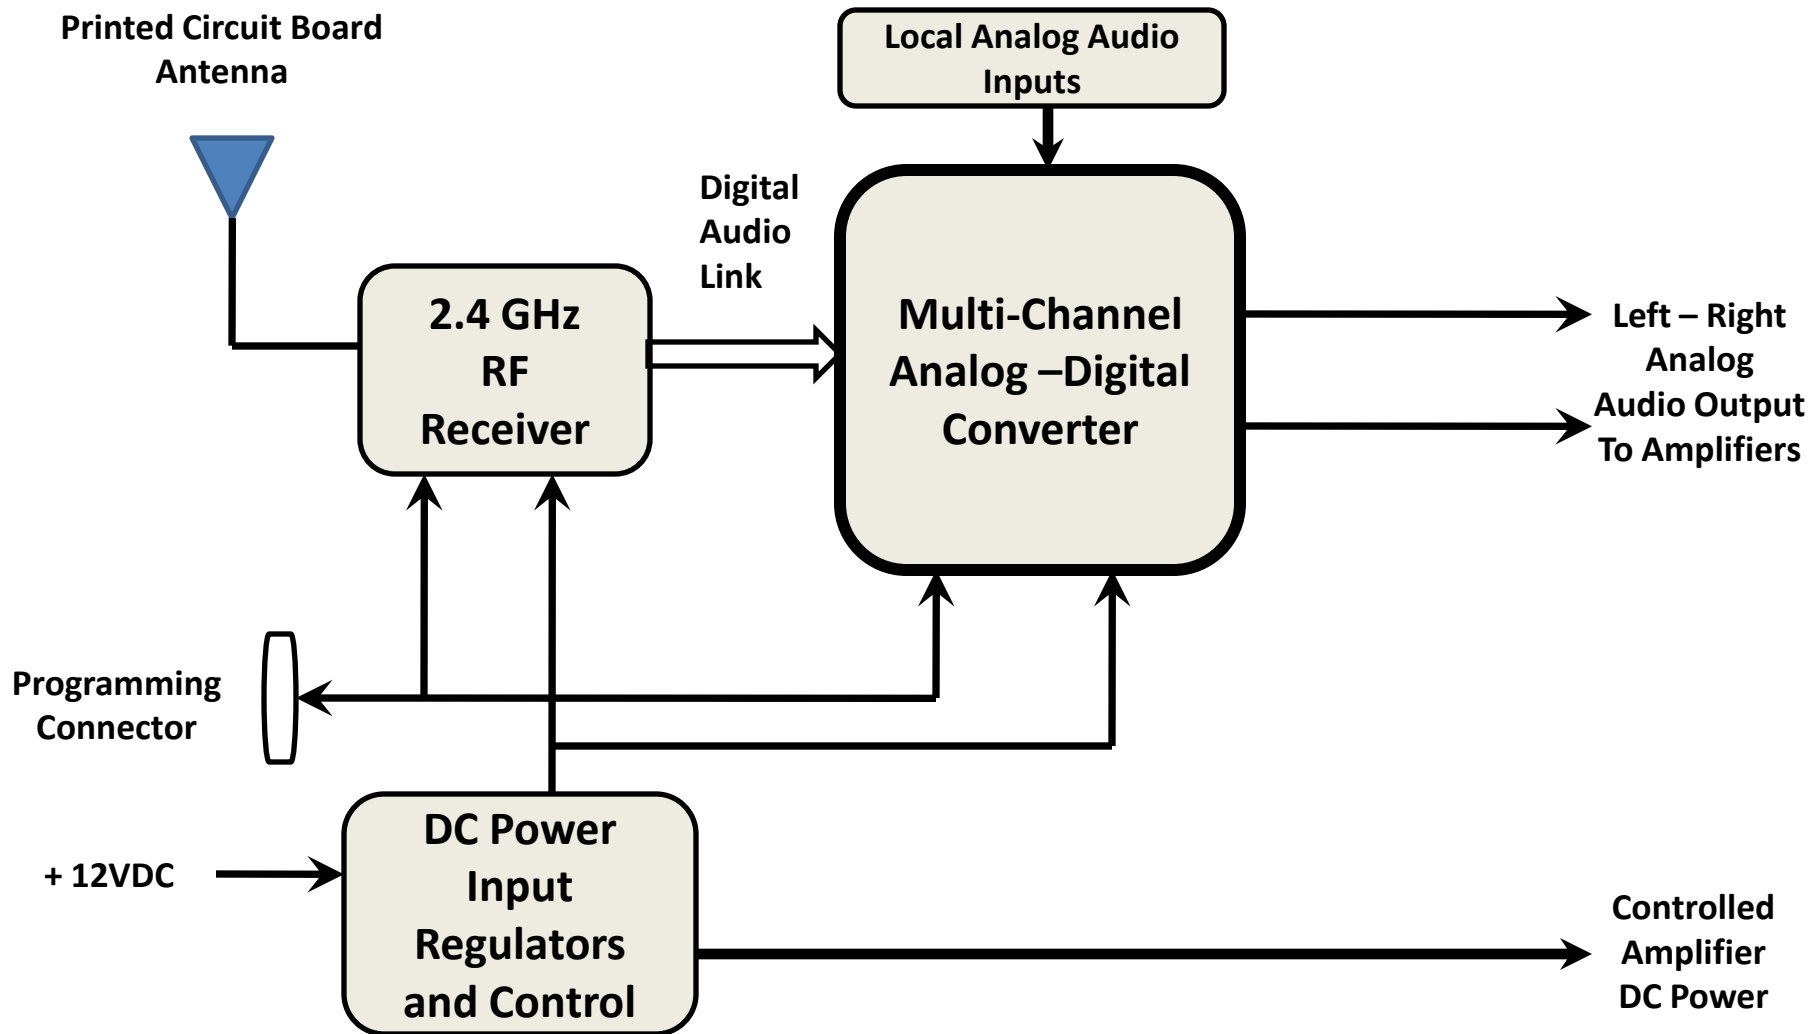 Printed Circuit Board
Antenna
Local Analog Audio
Inputs
Digital
Audio
Link
2.4 GHz
RF
Receiver
Multi-Channel
Analog –Digital
Converter
Left – Right
Analog
Audio Output
To Amplifiers
Programming
Connector
+ 12VDC
DC Power
Input
Regulators
and Control
Controlled
Amplifier
DC Power